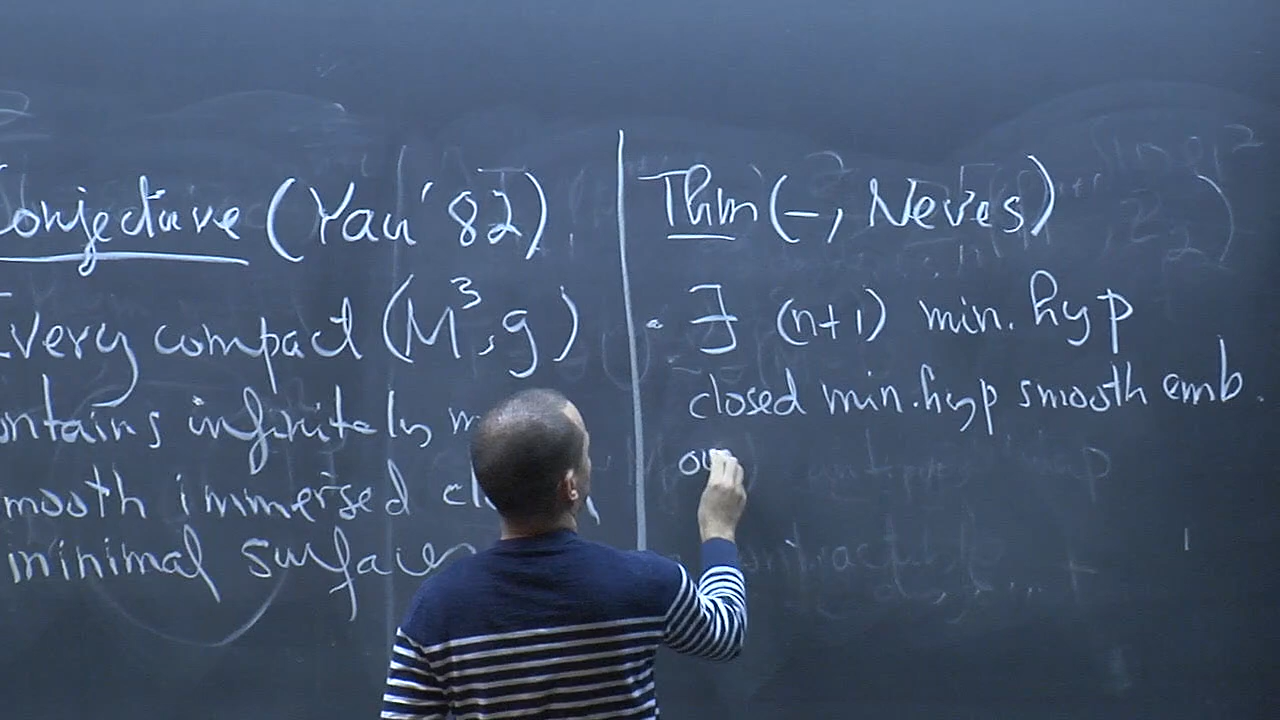 Conjecture (Yau '82)
Every compact (M³, g)
contains infinitely m
smooth immersed cl
minimal surfaces
Thm (–, Neves)
• ∃ (n+1) min. hyp
closed min. hyp smooth emb.